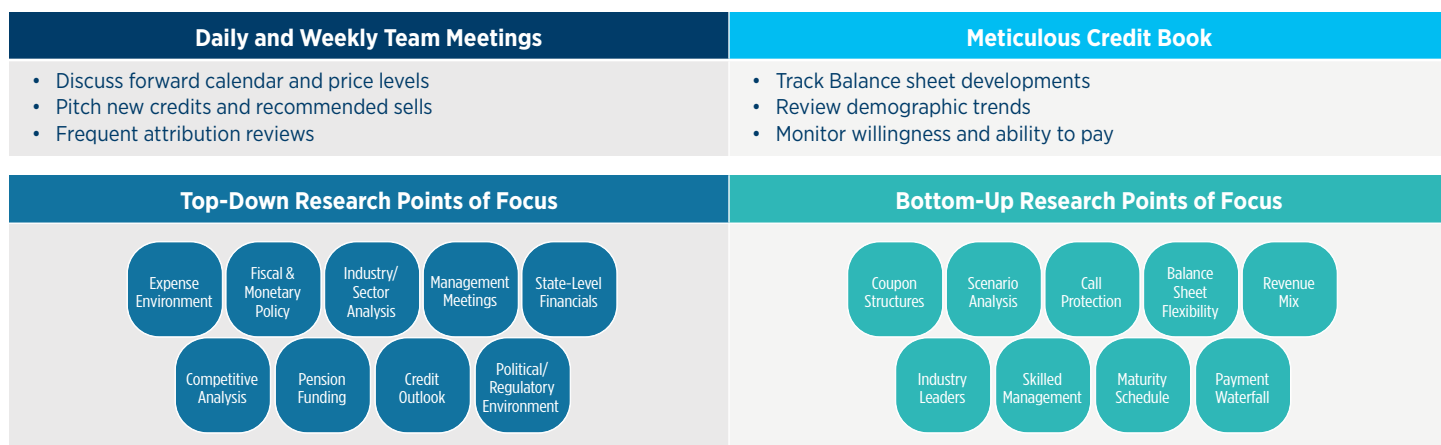 Daily and Weekly Team Meetings
• Discuss forward calendar and price levels
• Pitch new credits and recommended sells
• Frequent attribution reviews
Meticulous Credit Book
• Track Balance sheet developments
• Review demographic trends
• Monitor willingness and ability to pay
Top-Down Research Points of Focus
Expense
Environment
Fiscal &
Monetary
Policy
Industry/
Sector
Analysis
Management
Meetings
State-Level
Financials
Competitive
Analysis
Pension
Funding
Credit
Outlook
Political/
Regulatory
Environment
Bottom-Up Research Points of Focus
Coupon
Structures
Scenario
Analysis
Call
Protection
Balance
Sheet
Flexibility
Revenue
Mix
Industry
Leaders
Skilled
Management
Maturity
Schedule
Payment
Waterfall